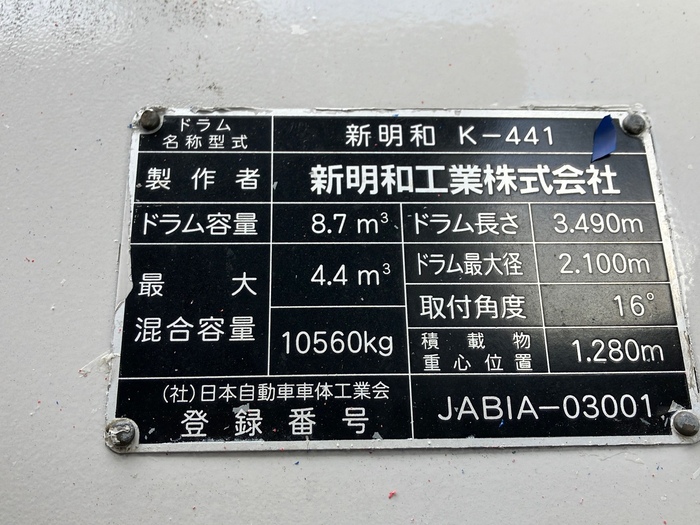 ドラム
名称型式
新明和 K-441
製作者
新明和工業株式会社
ドラム容量
8.7 m³
ドラム長さ
3.490m
最大
混合容量
4.4 m³
10560kg
ドラム最大径
2.100m
取付角度
16°
積載物
重心位置
1.280m
(社)日本自動車車体工業会
登録番号
JABIA-03001